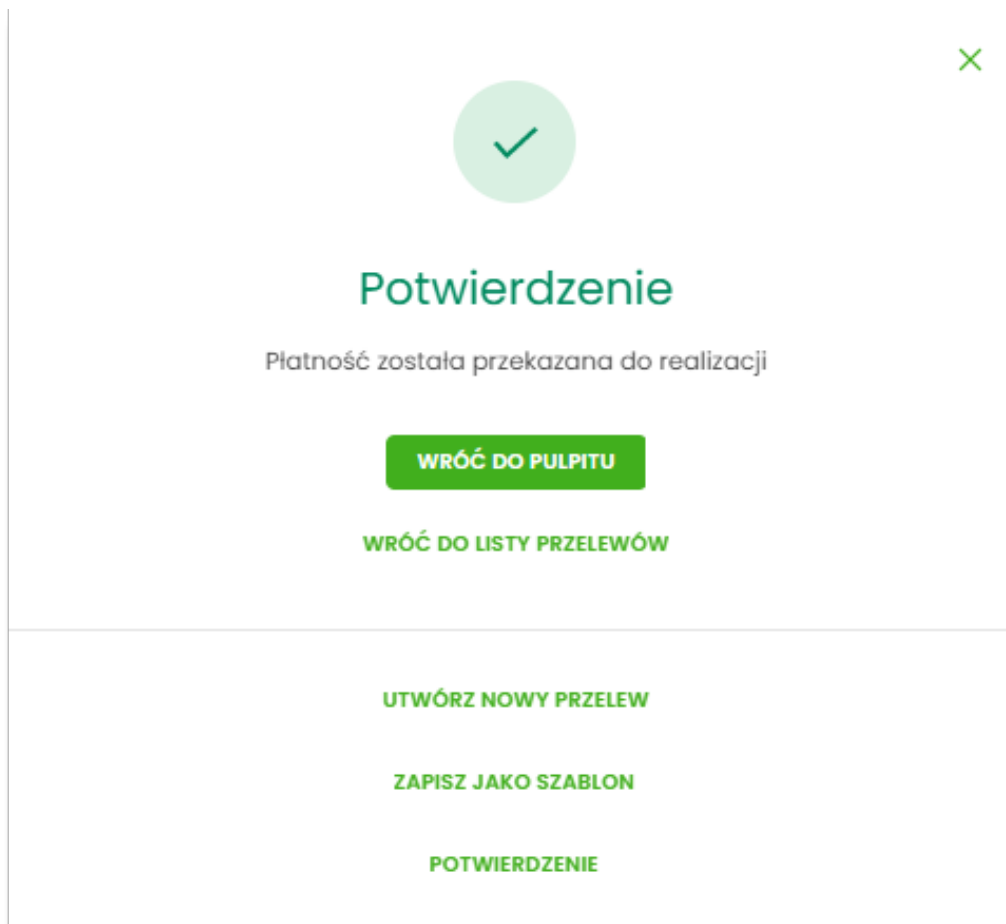 Potwierdzenie
Płatność została przekazana do realizacji
WRÓĆ DO PULPITU
WRÓĆ DO LISTY PRZELEWÓW
UTWÓRZ NOWY PRZELEW
ZAPISZ JAKO SZABLON
POTWIERDZENIE